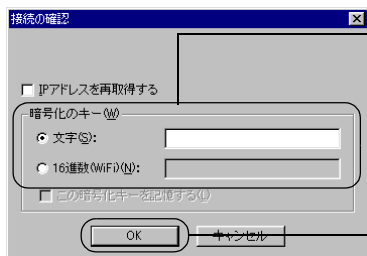 接続の確認
IPアドレスを再取得する
暗号化のキー(W)
文字(S):
16進数(WiFi)(N):
この暗号化キーを記憶する(I)
OK
キャンセル